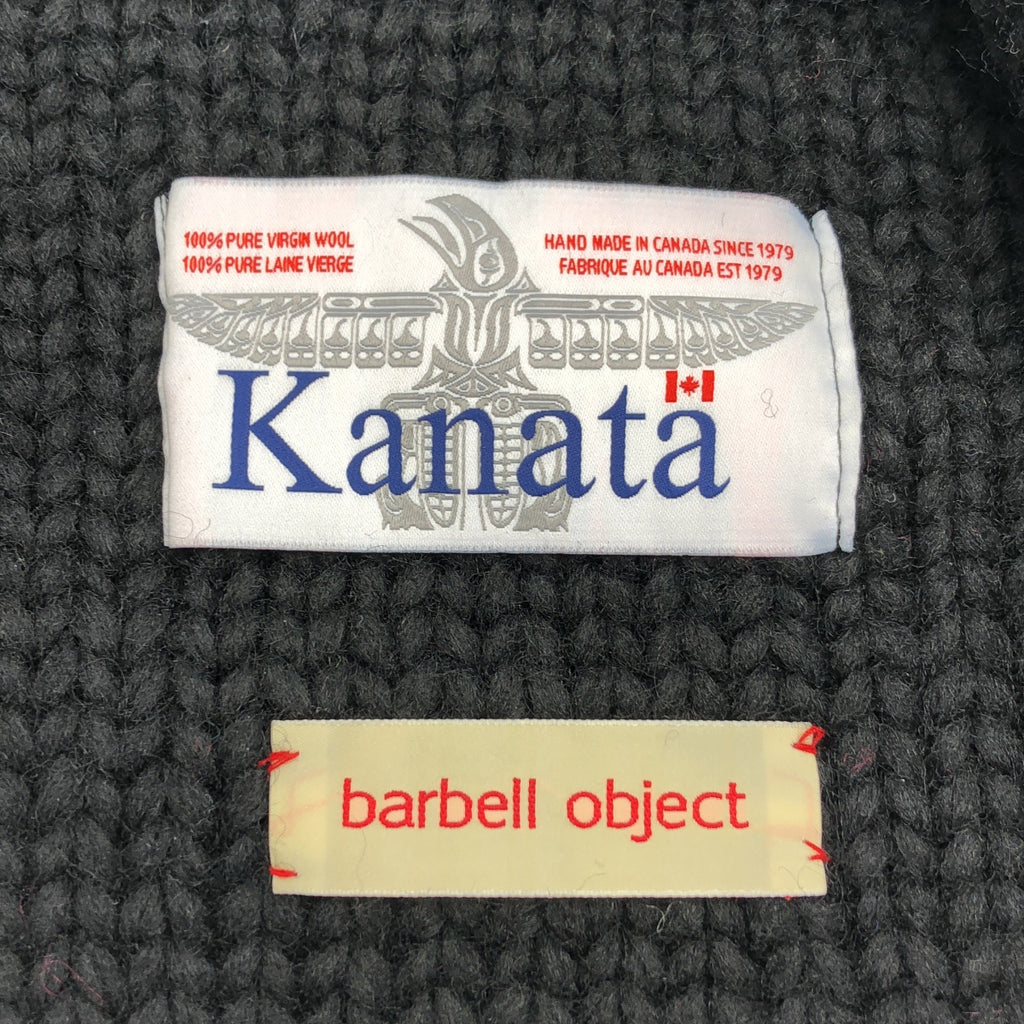 100% PURE VIRGIN WOOL
100% PURE LAINE VIERGE
HAND MADE IN CANADA SINCE 1979
FABRIQUE AU CANADA EST 1979
Kanata
barbell object